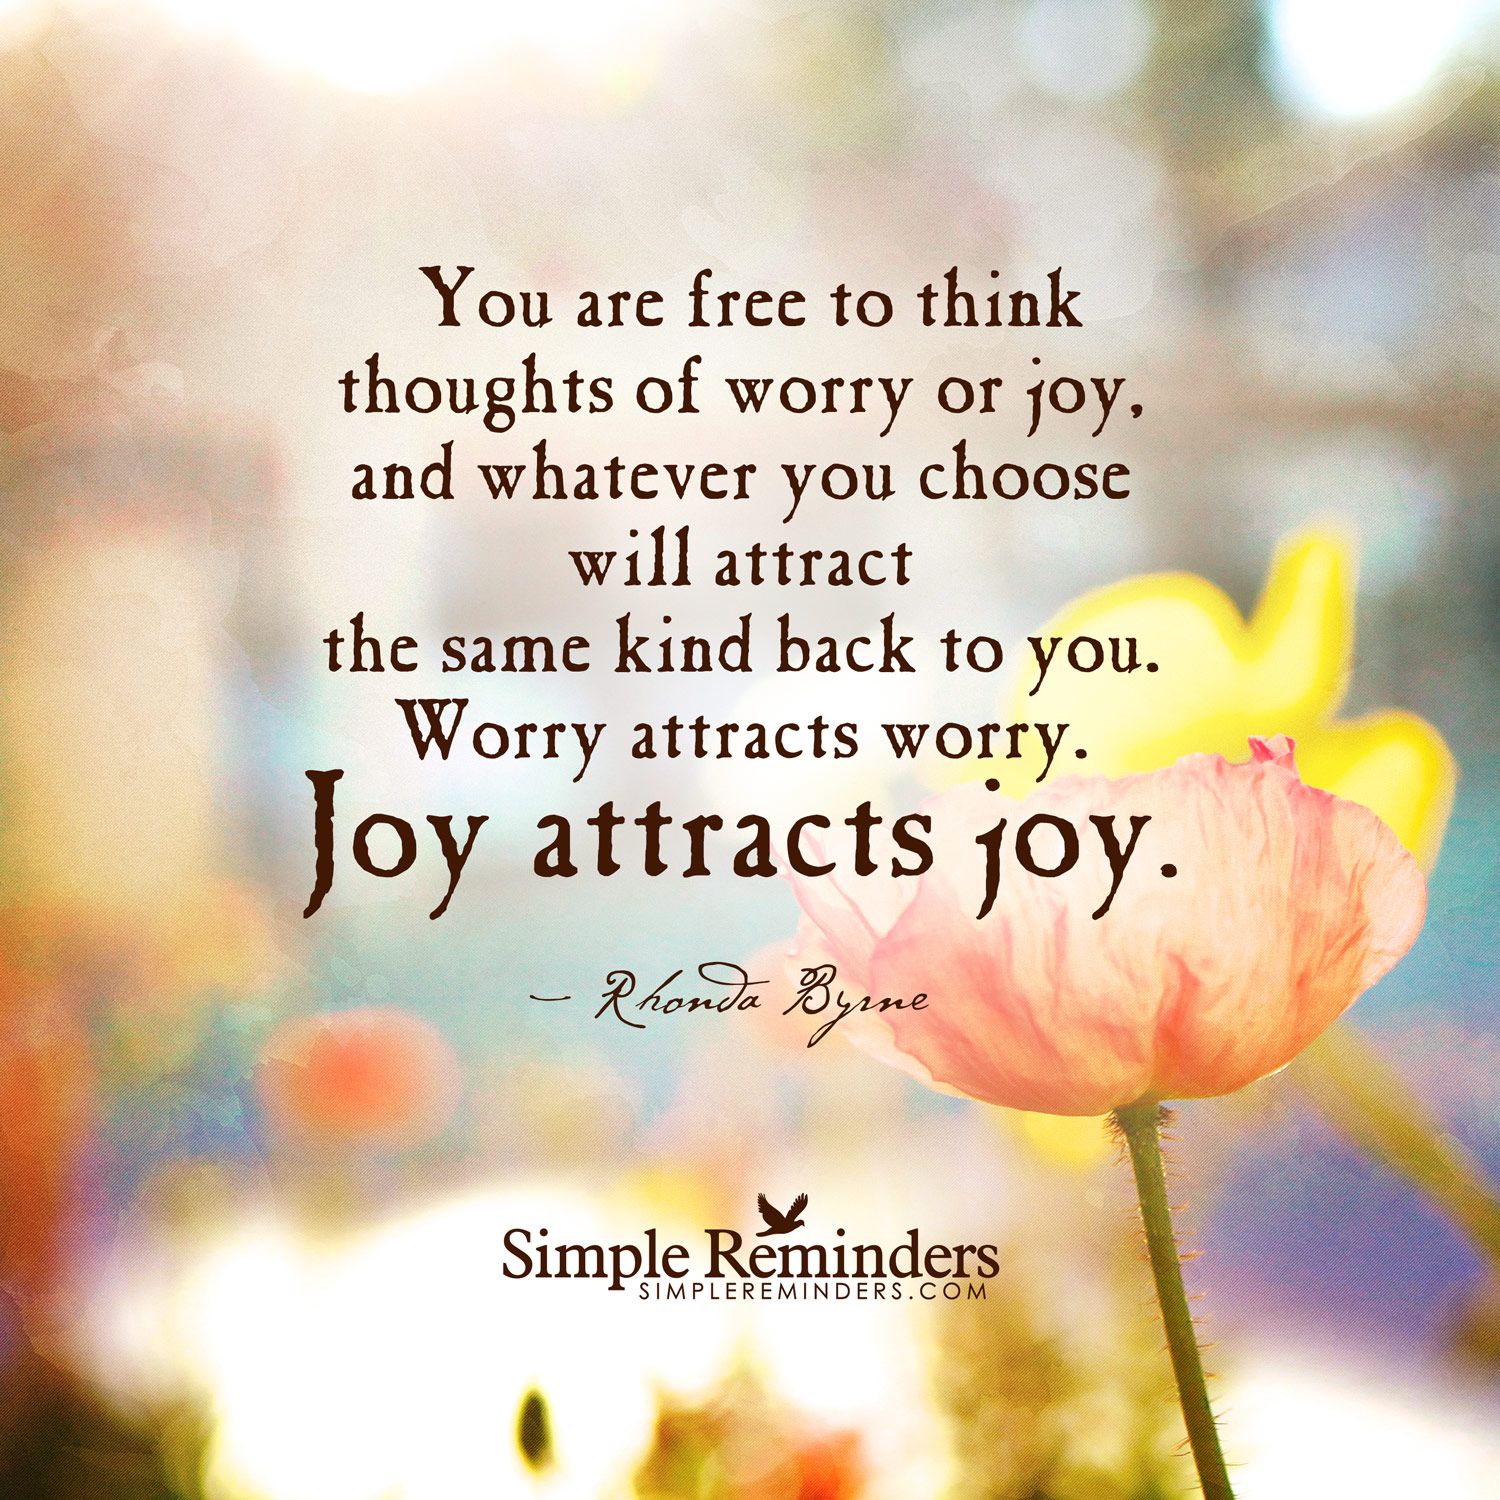 You are free to think
thoughts of worry or joy,
and whatever you choose
will attract
the same kind back to you.
Worry attracts worry.
Joy attracts joy.
– Rhonda Byrne
Simple Reminders
SIMPLEREMINDERS.COM